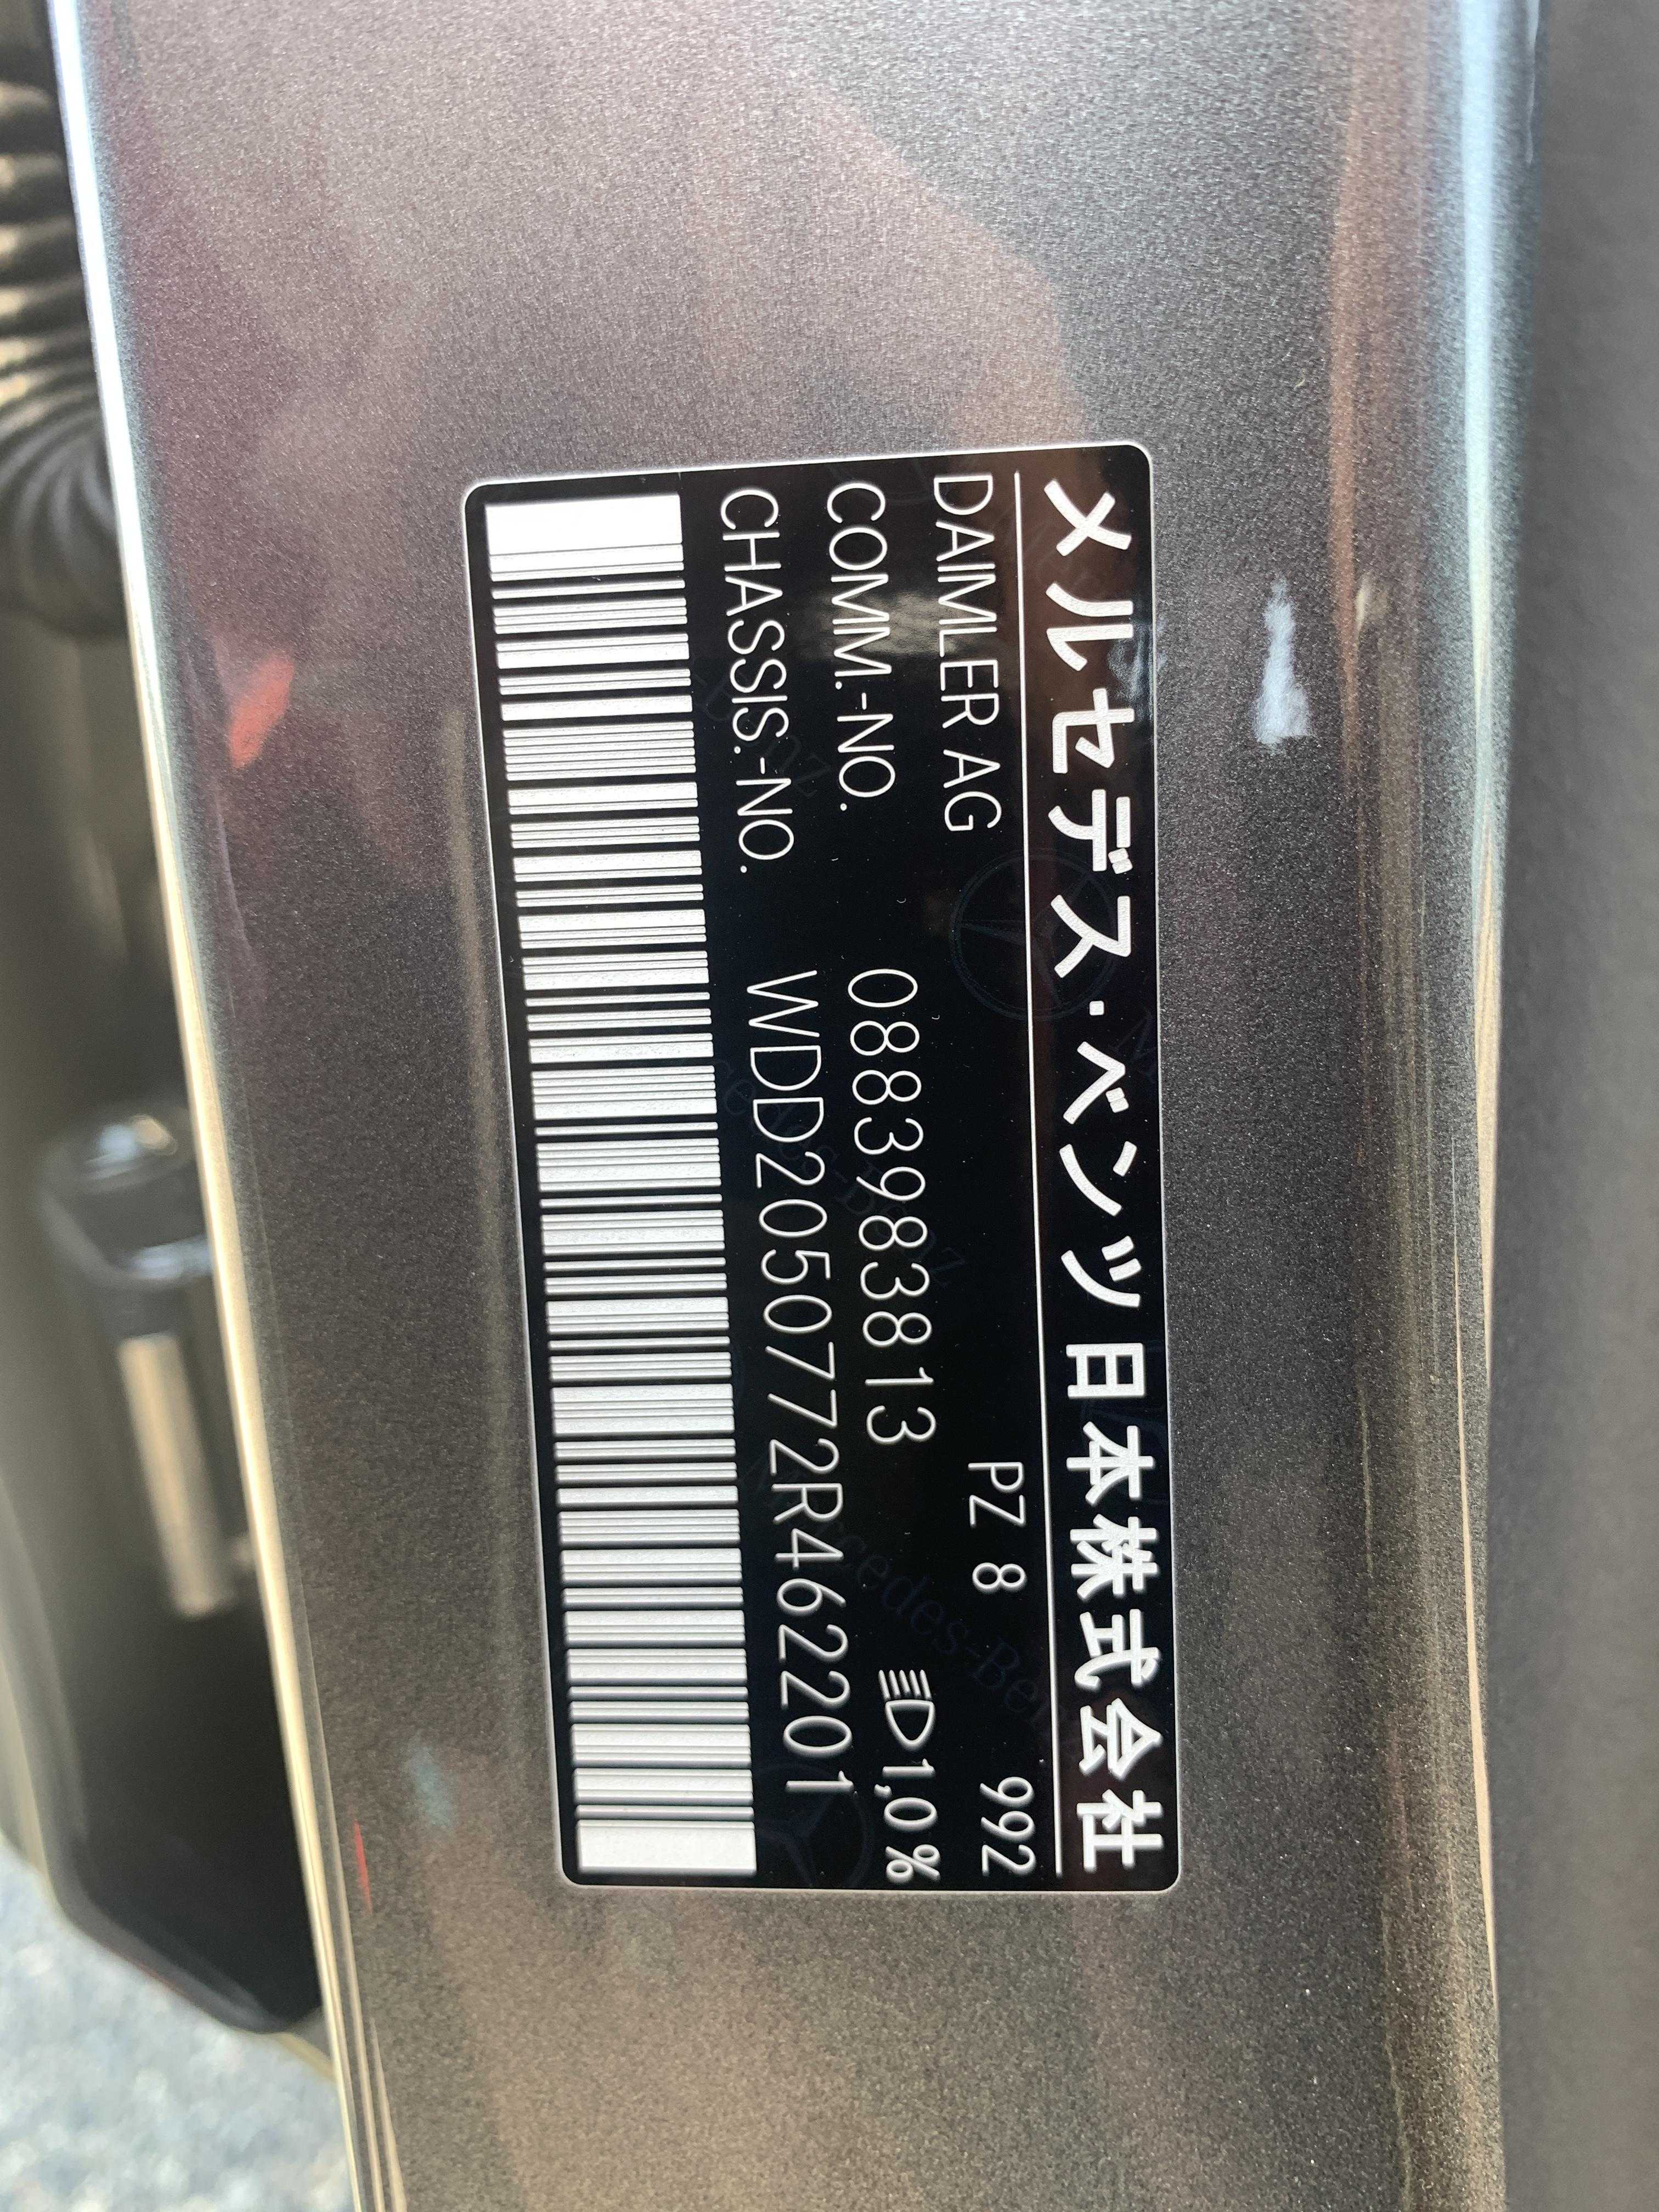 メルセデス・ベンツ日本株式会社
DAIMLER AG PZ 8 992
COMM.-NO. 0883983813 1,0%
CHASSIS.-NO. WDD2050772R462201